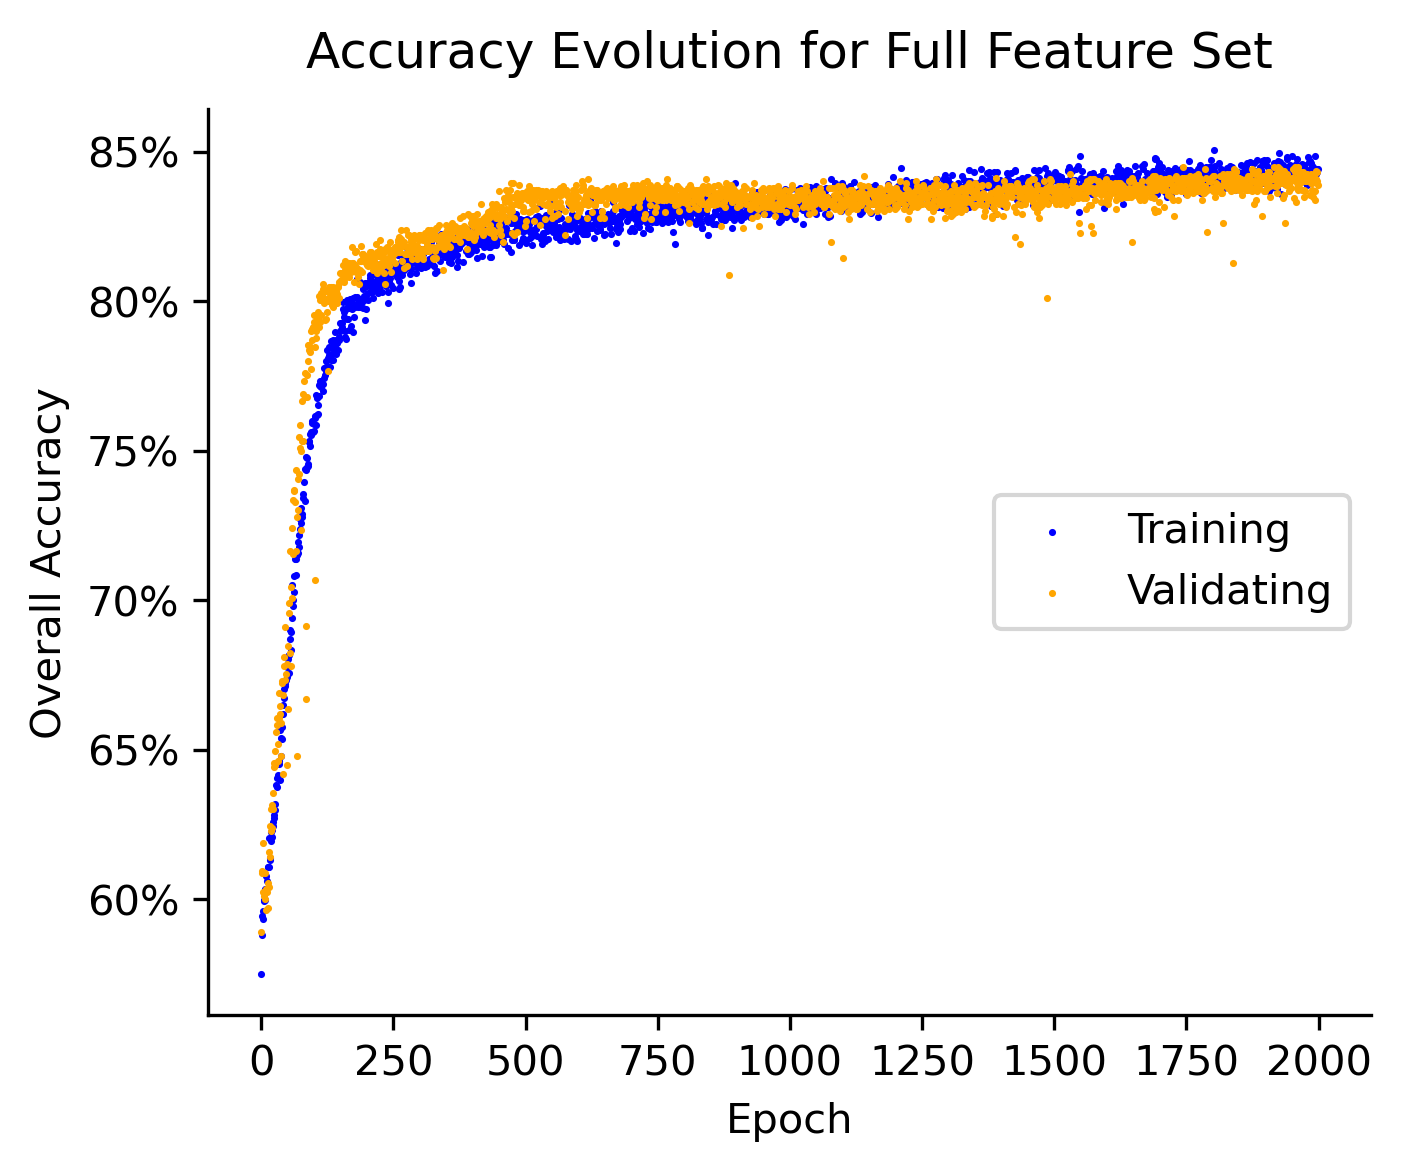 Accuracy Evolution for Full Feature Set
85%
80%
75%
70%
65%
60%
Overall Accuracy
Training
Validating
0 250 500 750 1000 1250 1500 1750 2000
Epoch